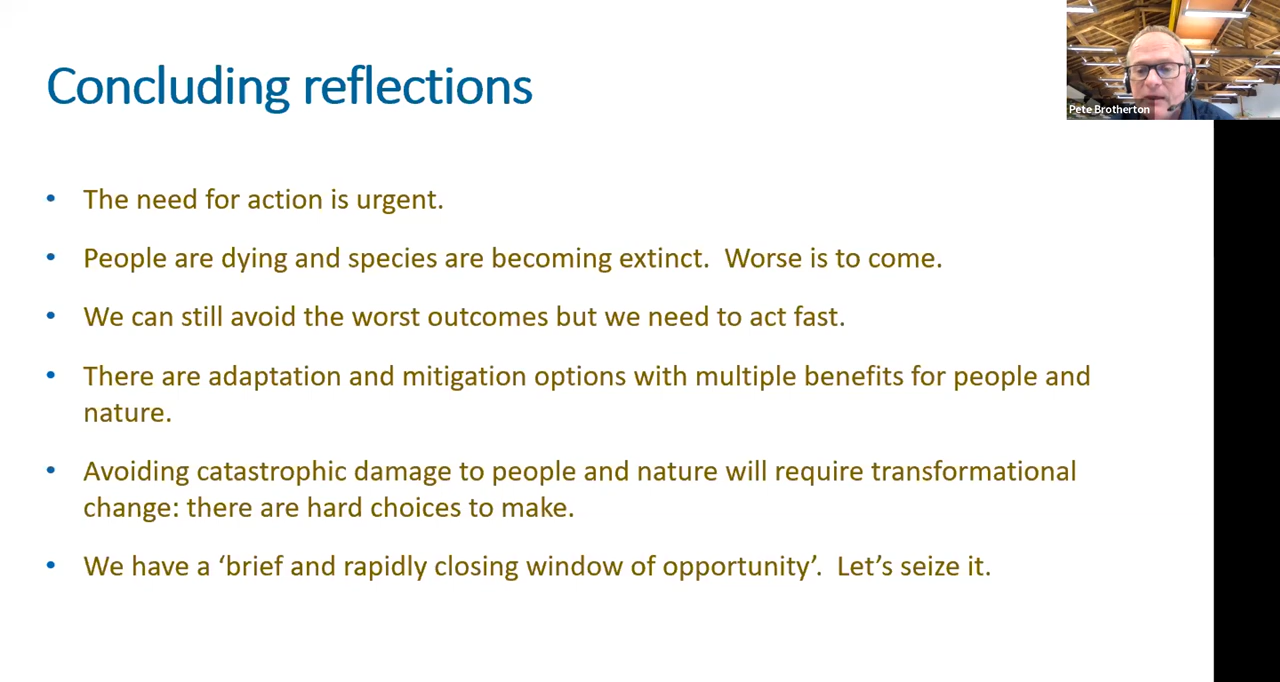 Concluding reflections
Pete Brotherton
• The need for action is urgent.
• People are dying and species are becoming extinct.  Worse is to come.
• We can still avoid the worst outcomes but we need to act fast.
• There are adaptation and mitigation options with multiple benefits for people and
nature.
• Avoiding catastrophic damage to people and nature will require transformational
change: there are hard choices to make.
• We have a ‘brief and rapidly closing window of opportunity’.  Let’s seize it.